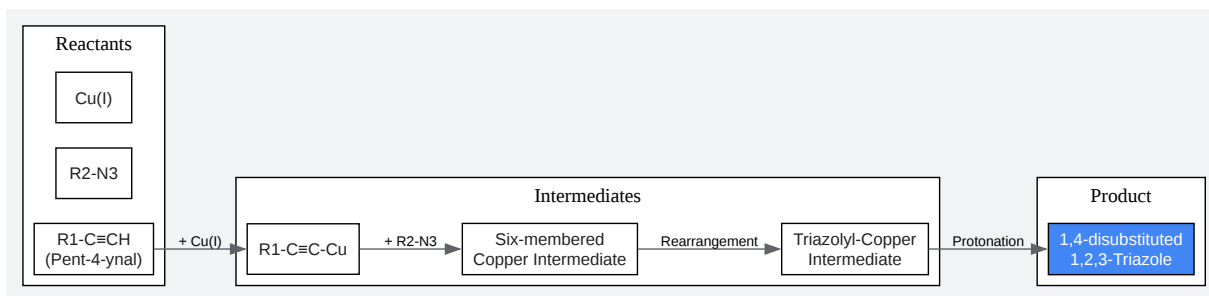 Reactants
Cu(I)
R2-N3
R1-C≡CH
(Pent-4-ynal)
+ Cu(I)
Intermediates
R1-C≡C-Cu
+ R2-N3
Six-membered
Copper Intermediate
Rearrangement
Triazolyl-Copper
Intermediate
Protonation
Product
1,4-disubstituted
1,2,3-Triazole